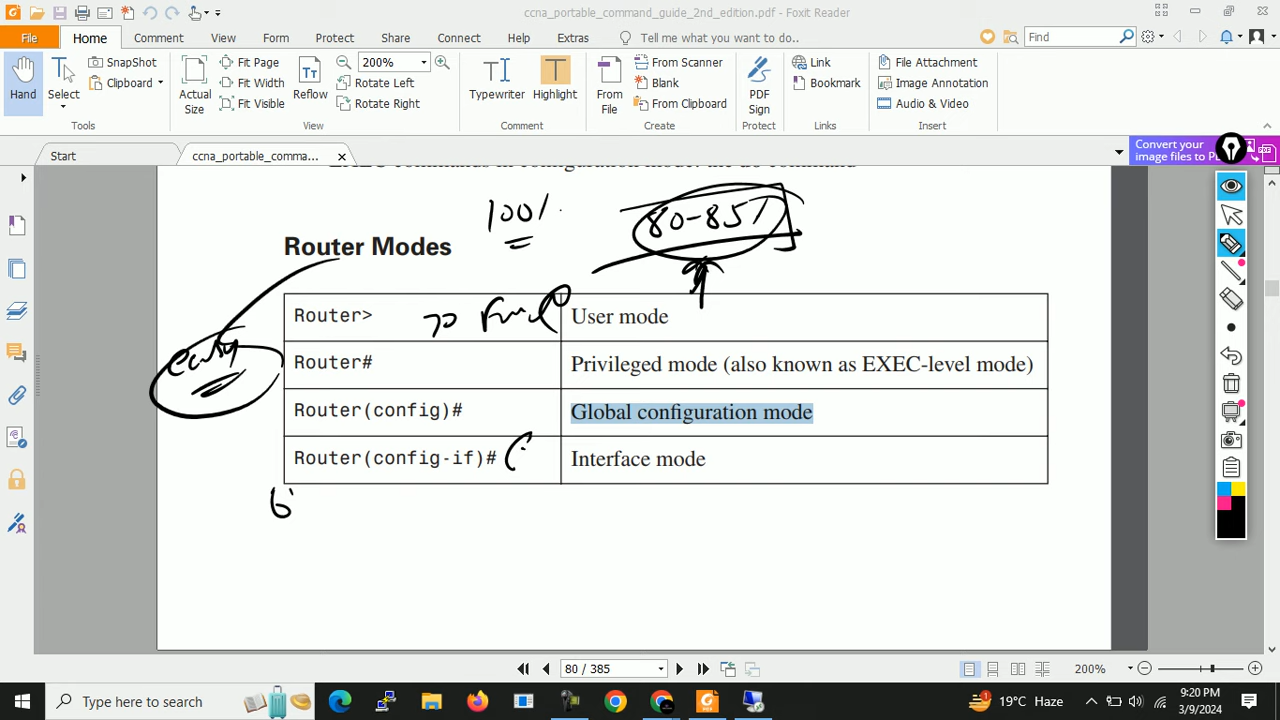 ccna_portable_command_guide_2nd_edition.pdf - Foxit Reader
File Home Comment View Form Protect Share Connect Help Extras Tell me what you want to do... Find
Hand
Select
SnapShot
Clipboard
Tools
Actual Size
Fit Page
Fit Width
Fit Visible
Reflow
200%
Rotate Left
Rotate Right
View
Typewriter
Highlight
Comment
From File
From Scanner
Blank
From Clipboard
Create
PDF Sign
Protect
Link
Bookmark
Links
File Attachment
Image Annotation
Audio & Video
Insert
Start ccna_portable_comma...
Convert your
image files to
100%
80-85%
Router Modes
Router> User mode
Router# Privileged mode (also known as EXEC-level mode)
Router(config)# Global configuration mode
Router(config-if)# Interface mode
80 / 385
200%
Type here to search
19°C Haze
9:20 PM
3/9/2024